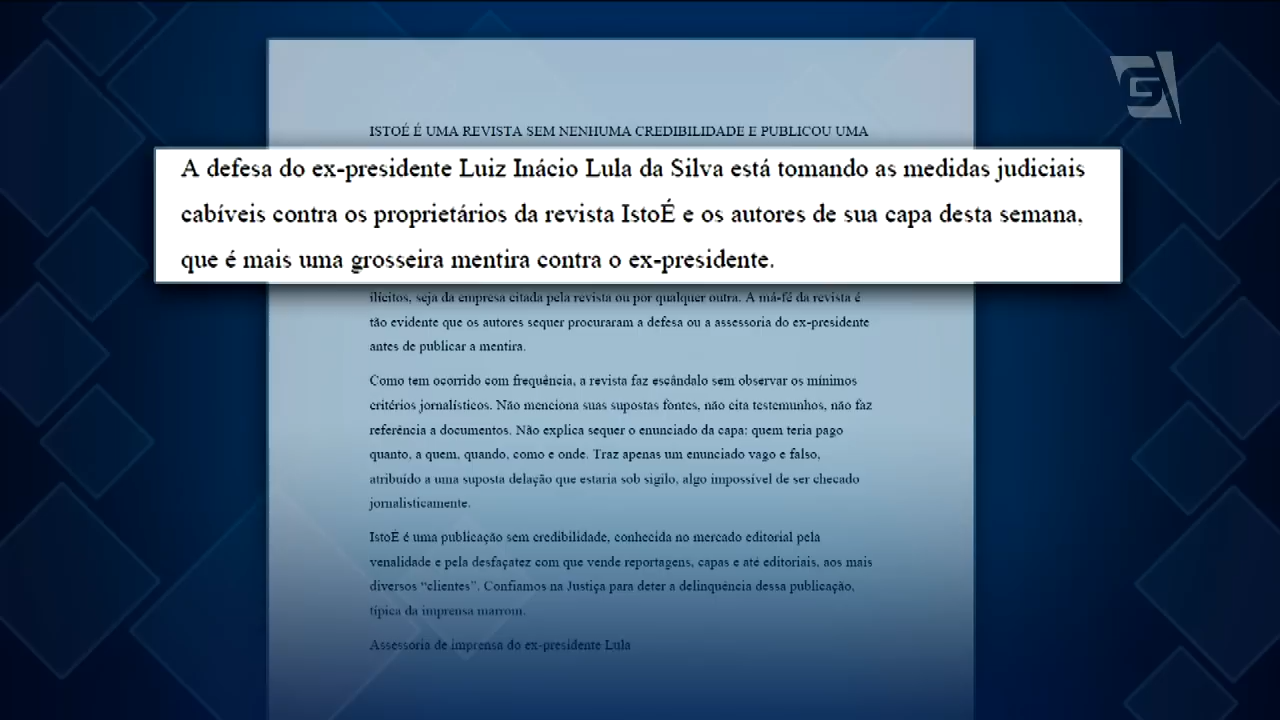 ISTOÉ É UMA REVISTA SEM NENHUMA CREDIBILIDADE E PUBLICOU UMA
A defesa do ex-presidente Luiz Inácio Lula da Silva está tomando as medidas judiciais
cabíveis contra os proprietários da revista IstoÉ e os autores de sua capa desta semana,
que é mais uma grosseira mentira contra o ex-presidente.
ilícitos, seja da empresa citada pela revista ou por qualquer outra. A má-fé da revista é
tão evidente que os autores sequer procuraram a defesa ou a assessoria do ex-presidente
antes de publicar a mentira.
Como tem ocorrido com frequência, a revista faz escândalo sem observar os mínimos
critérios jornalísticos. Não menciona suas supostas fontes, não cita testemunhos, não faz
referência a documentos. Não explica sequer o enunciado da capa: quem teria pago
quanto, a quem, quando, como e onde. Traz apenas um enunciado vago e falso,
atribuído a uma suposta delação que estaria sob sigilo, algo impossível de ser checado
jornalisticamente.
IstoÉ é uma publicação sem credibilidade, conhecida no mercado editorial pela
venalidade e pela desfaçatez com que vende reportagens, capas e até editoriais, aos mais
diversos “clientes”. Confiamos na Justiça para deter a delinquência dessa publicação,
típica da imprensa marrom.
Assessoria de imprensa do ex-presidente Lula